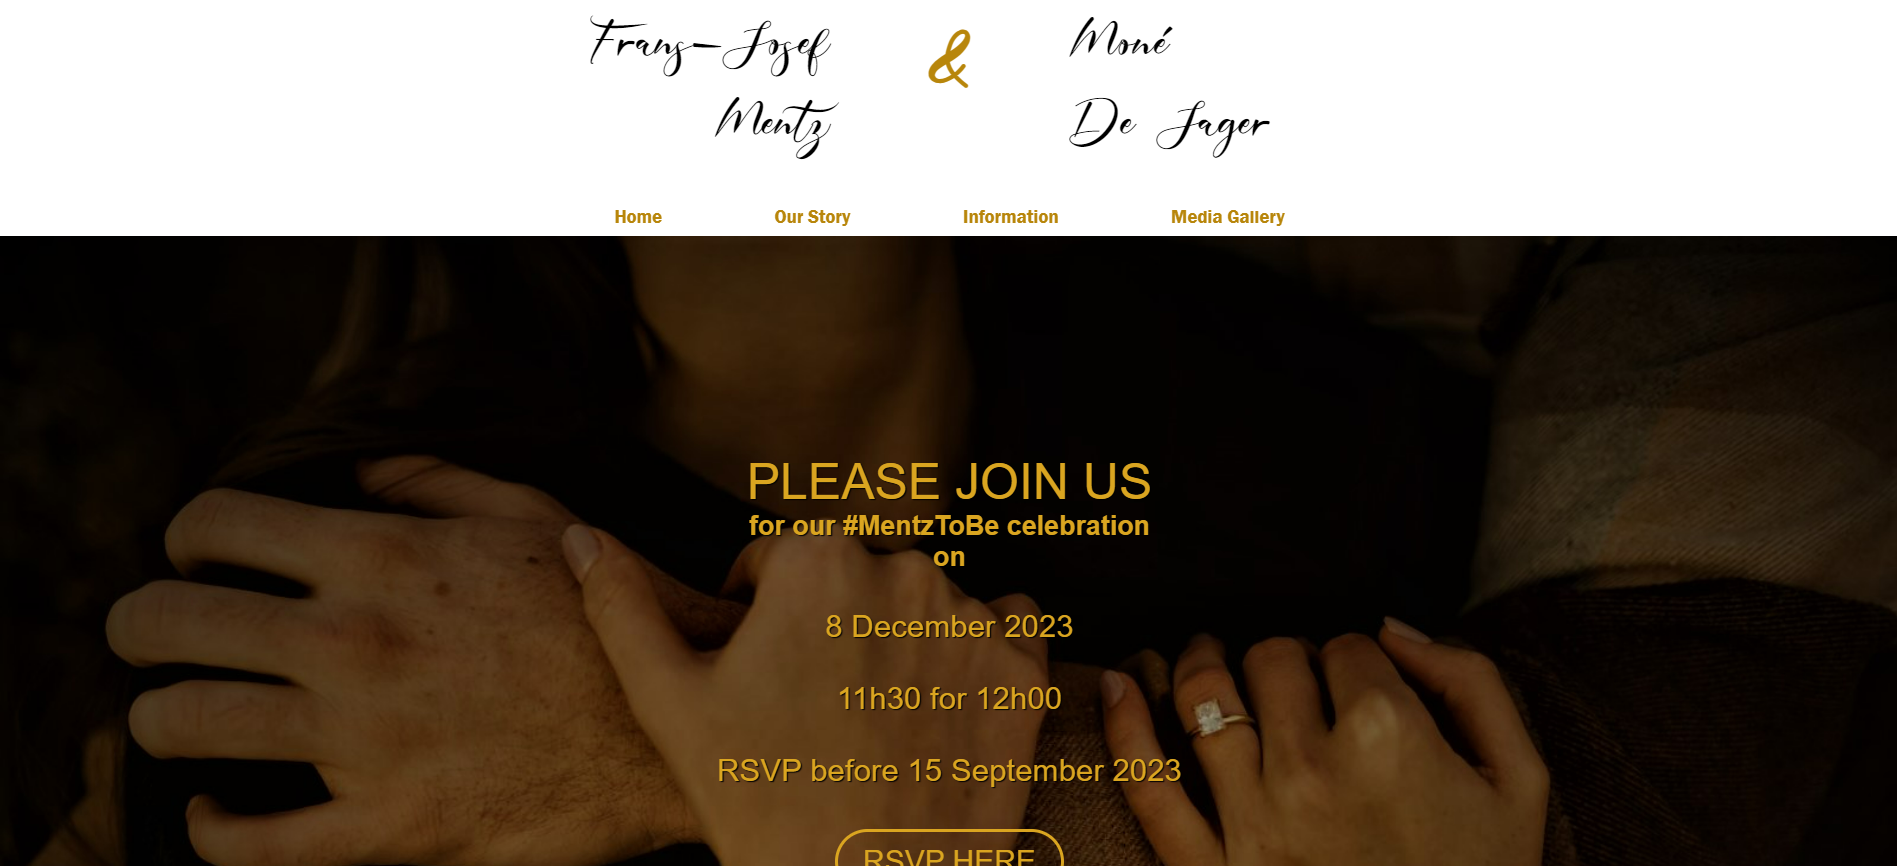 Frans-Josef
Mentz
&
Moné
De Jager
Home Our Story Information Media Gallery
PLEASE JOIN US
for our #MentzToBe celebration
on
8 December 2023
11h30 for 12h00
RSVP before 15 September 2023
RSVP HERE